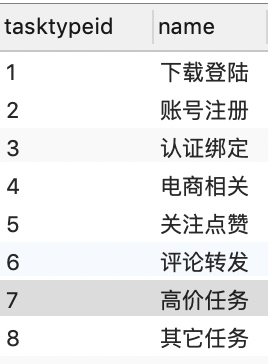 tasktypeid name
1 下载登陆
2 账号注册
3 认证绑定
4 电商相关
5 关注点赞
6 评论转发
7 高价任务
8 其它任务